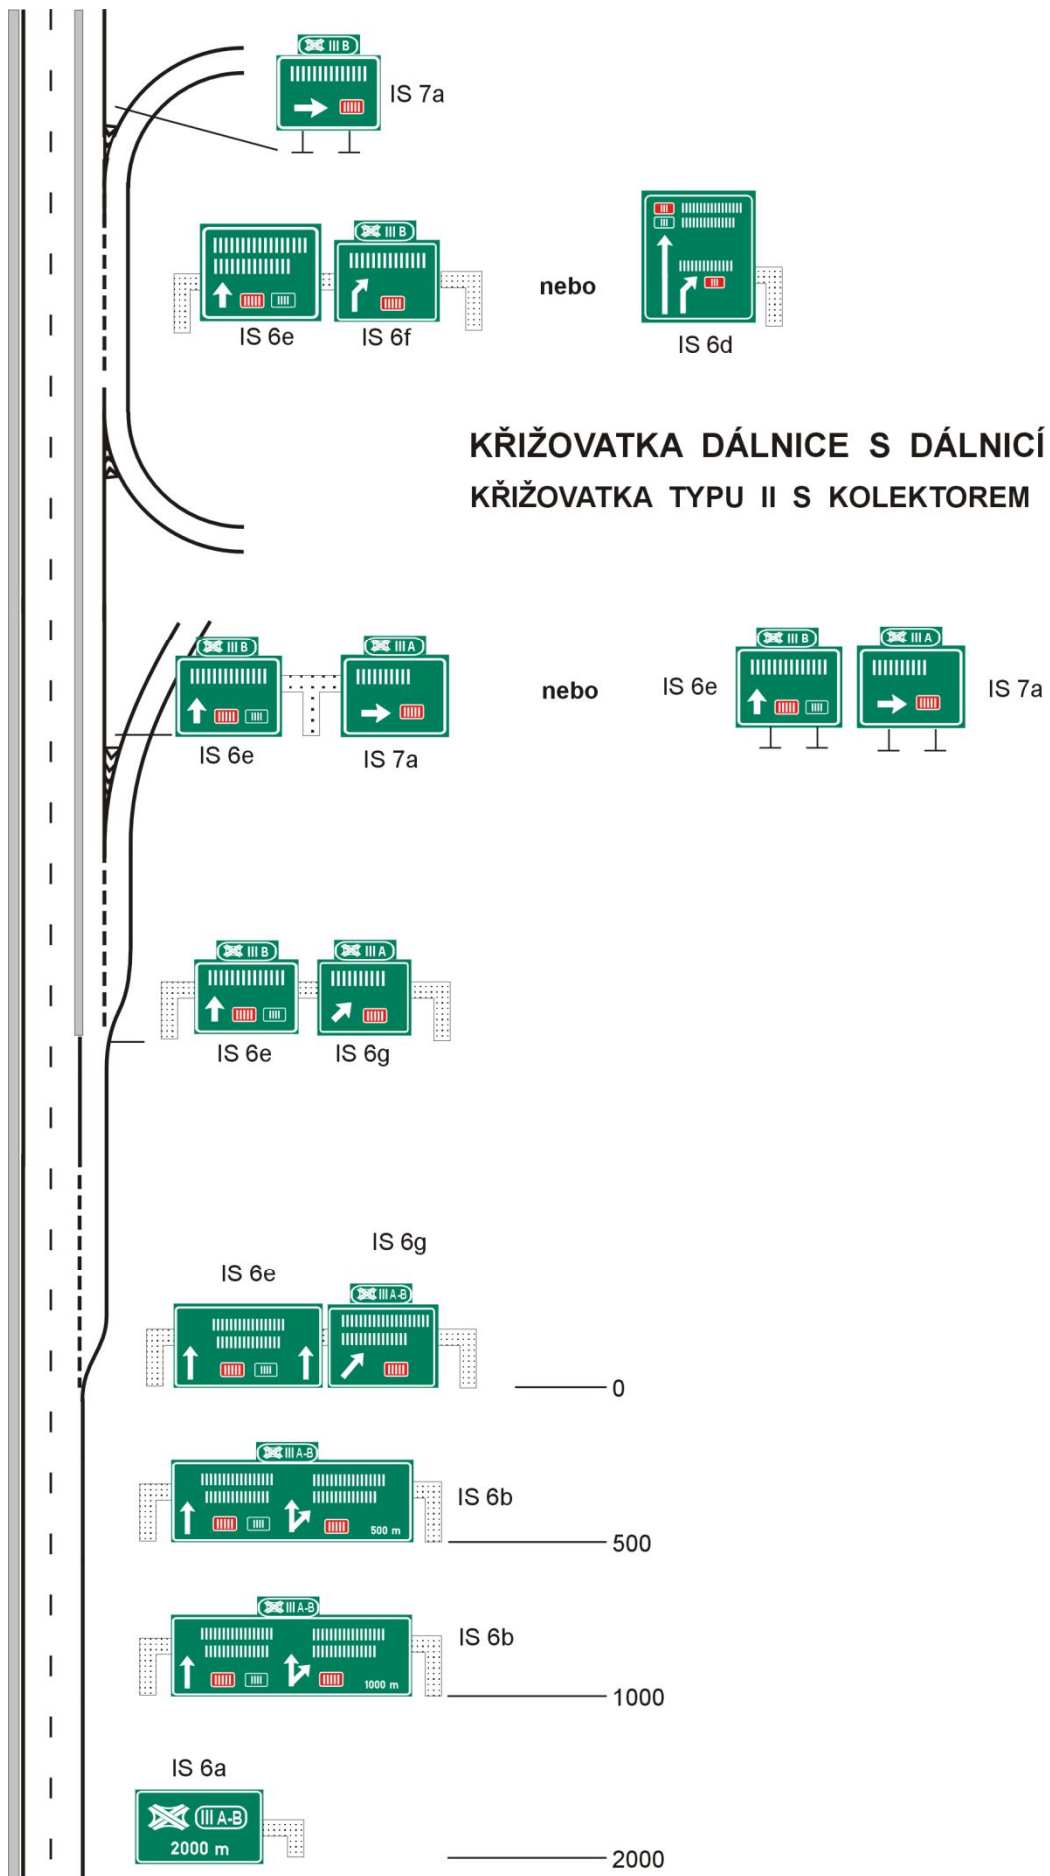 III B
IS 7a
III B
IS 6e
IS 6f
nebo
IS 6d
KŘIŽOVATKA DÁLNICE S DÁLNICÍ
KŘIŽOVATKA TYPU II S KOLEKTOREM
III B
III A
IS 6e
IS 7a
nebo
IS 6e
III B
III A
IS 7a
III B
III A
IS 6e
IS 6g
IS 6g
IS 6e
III A-B
0
III A-B
500 m
IS 6b
500
III A-B
1000 m
IS 6b
1000
IS 6a
III A-B
2000 m
2000